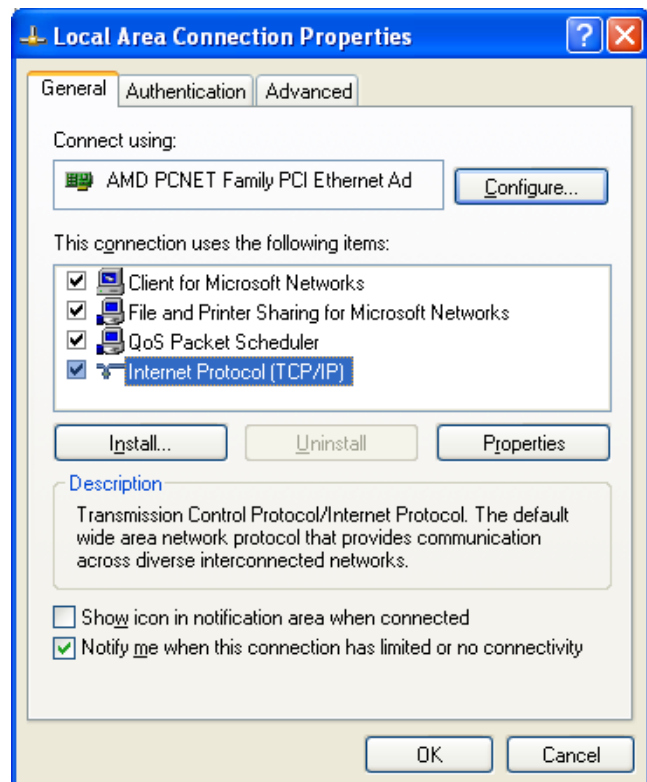 Local Area Connection Properties
General Authentication Advanced
Connect using:
AMD PCNET Family PCI Ethernet Ad
Configure...
This connection uses the following items:
Client for Microsoft Networks
File and Printer Sharing for Microsoft Networks
QoS Packet Scheduler
Internet Protocol (TCP/IP)
Install... Uninstall Properties
Description
Transmission Control Protocol/Internet Protocol. The default
wide area network protocol that provides communication
across diverse interconnected networks.
Show icon in notification area when connected
Notify me when this connection has limited or no connectivity
OK Cancel